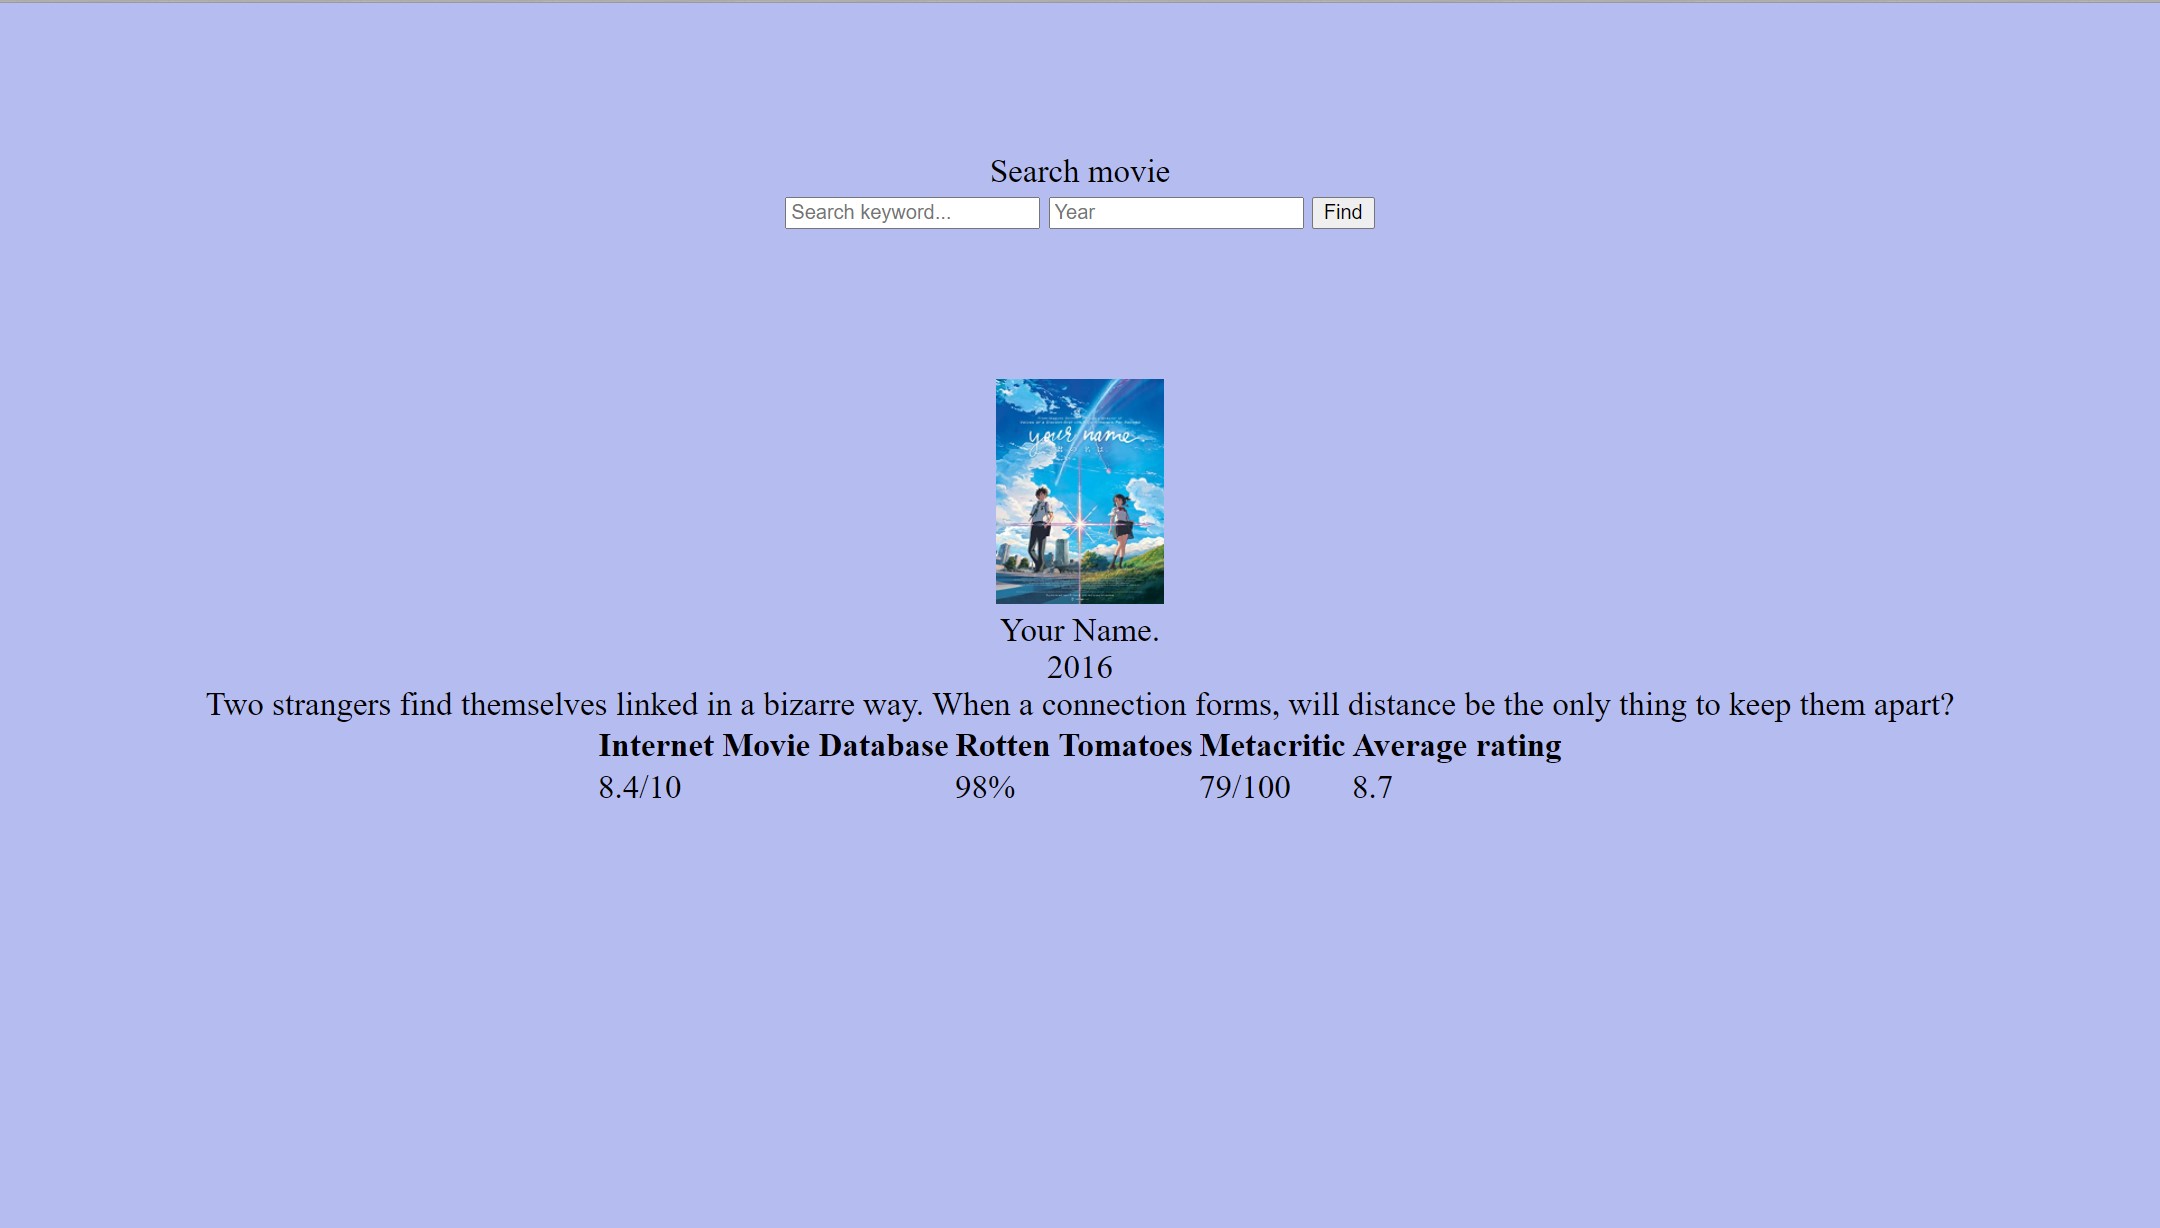 Search movie
Search keyword... Year Find
your name.
Your Name.
2016
Two strangers find themselves linked in a bizarre way. When a connection forms, will distance be the only thing to keep them apart?
Internet Movie Database Rotten Tomatoes Metacritic Average rating
8.4/10 98% 79/100 8.7